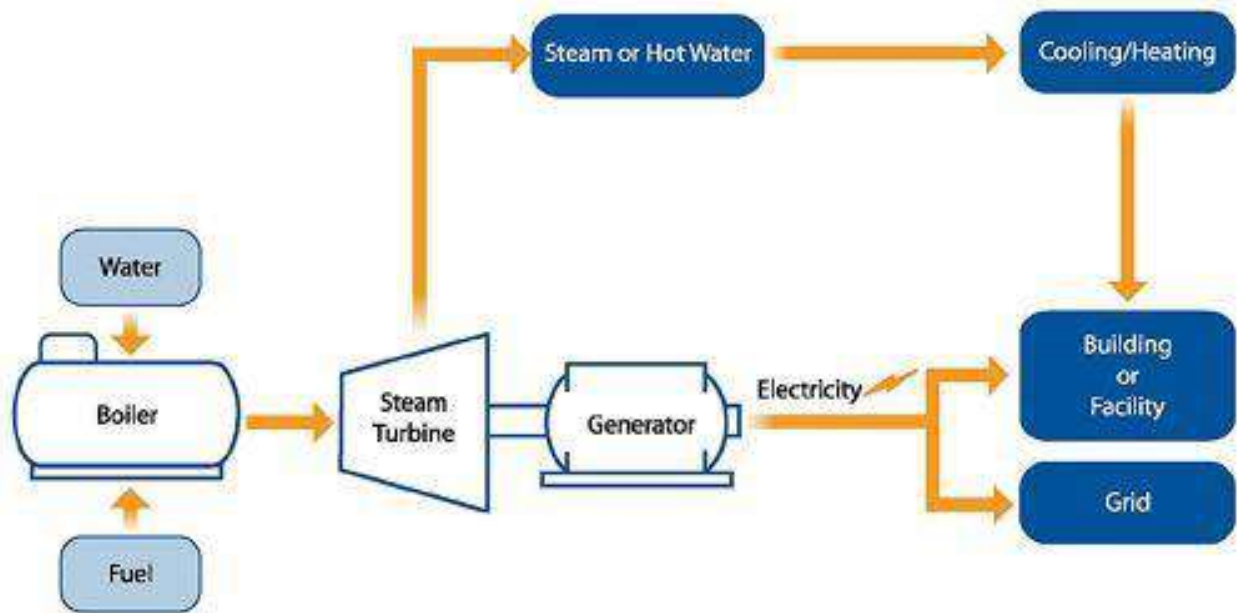 Steam or Hot Water
Cooling/Heating
Water
Boiler
Steam
Turbine
Generator
Electricity
Building
or
Facility
Grid
Fuel